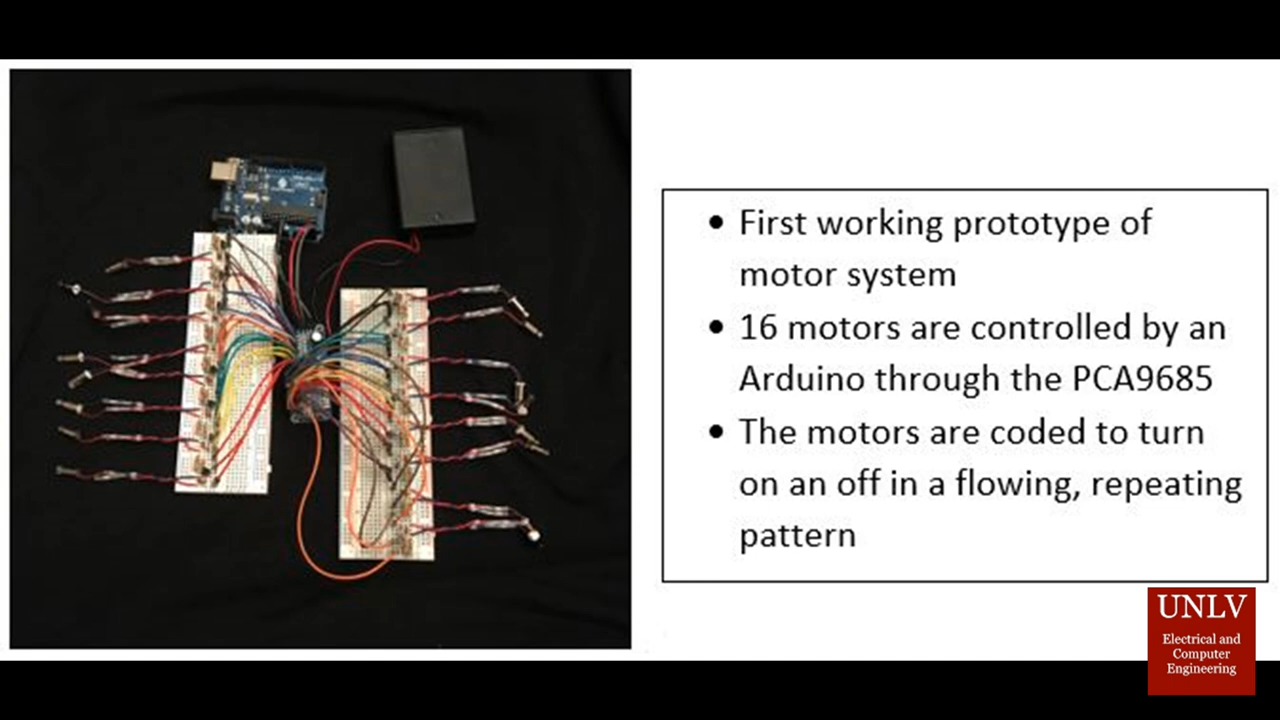 • First working prototype of
motor system
• 16 motors are controlled by an
Arduino through the PCA9685
• The motors are coded to turn
on an off in a flowing, repeating
pattern
UNLV
Electrical and
Computer
Engineering